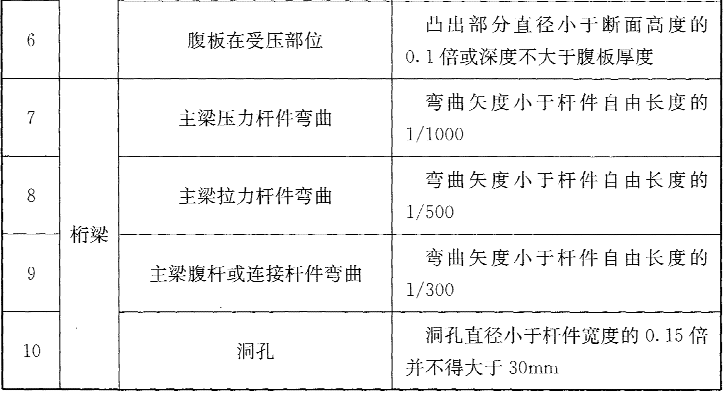 6
腹板在受压部位
凸出部分直径小于断面高度的
0.1倍或深度不大于腹板厚度
7
主梁压力杆件弯曲
弯曲矢度小于杆件自由长度的
1/1000
8
主梁拉力杆件弯曲
弯曲矢度小于杆件自由长度的
1/500
桁梁
9
主梁腹杆或连接杆件弯曲
弯曲矢度小于杆件自由长度的
1/300
10
洞孔
洞孔直径小于杆件宽度的0.15倍
并不得大于30mm